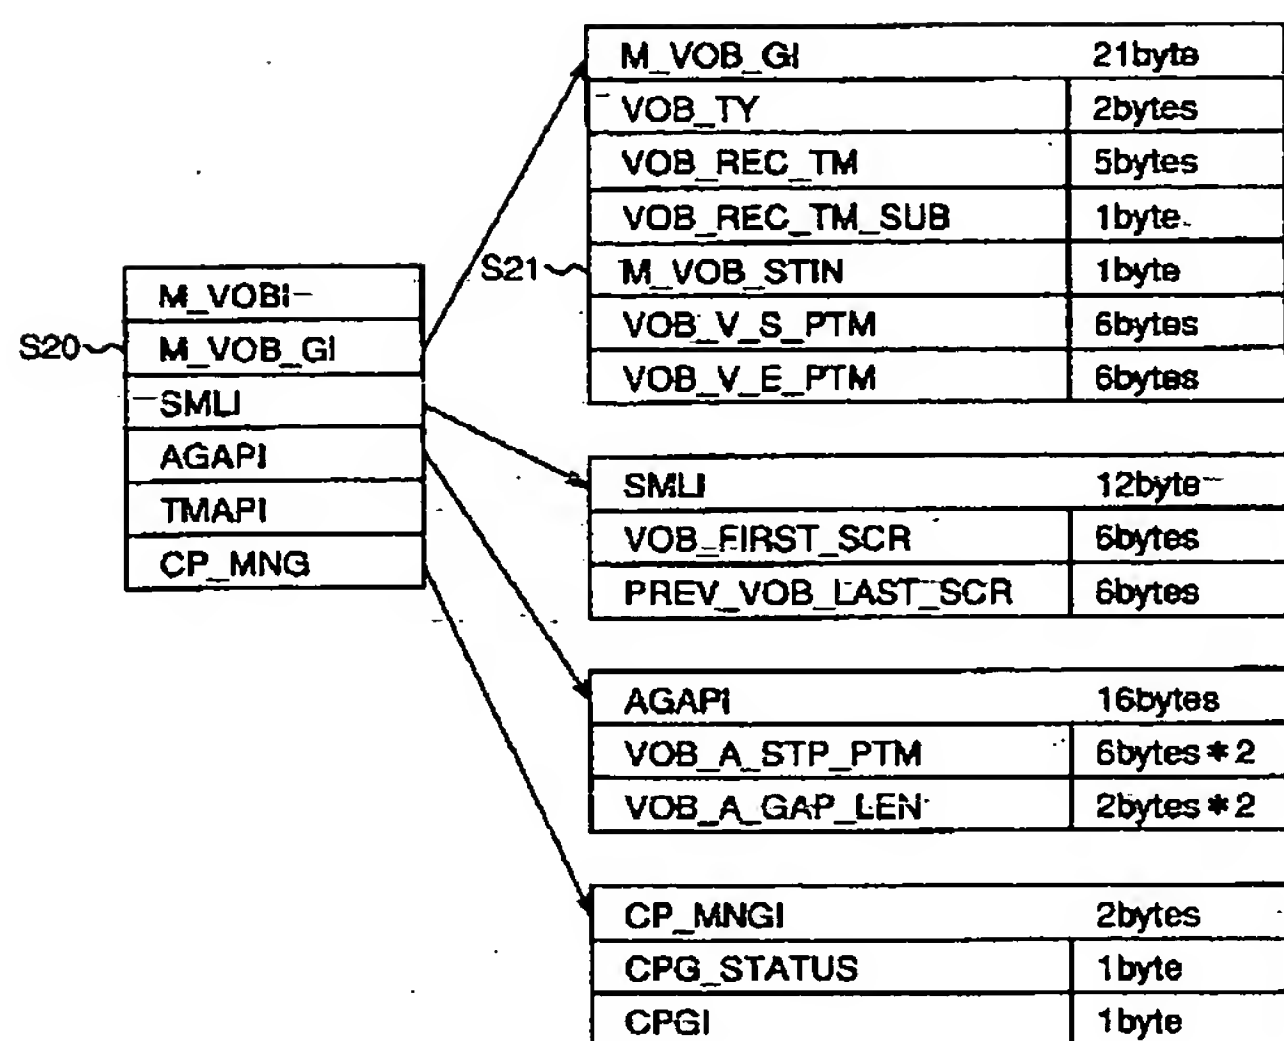 M_VOB_GI 21byte
VOB_TY 2bytes
VOB_REC_TM 5bytes
VOB_REC_TM_SUB 1byte
S21 M_VOB_STIN 1byte
VOB_V_S_PTM 6bytes
VOB_V_E_PTM 6bytes
M_VOBI
S20 M_VOB_GI
SMLI
AGAPI
TMAPI
CP_MNG
SMLI 12byte
VOB_FIRST_SCR 6bytes
PREV_VOB_LAST_SCR 6bytes
AGAPI 16bytes
VOB_A_STP_PTM 6bytes*2
VOB_A_GAP_LEN 2bytes*2
CP_MNGI 2bytes
CPG_STATUS 1byte
CPGI 1byte